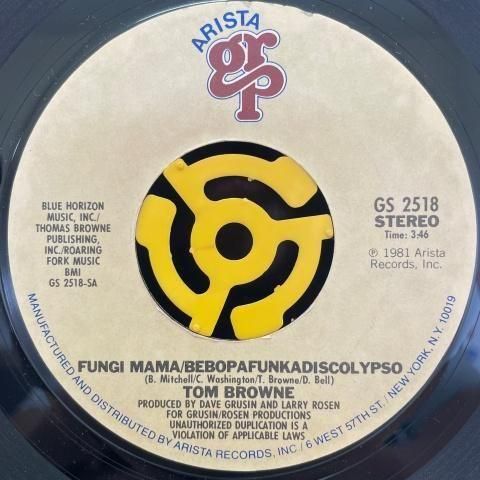 ARISTA
grp
BLUE HORIZON
MUSIC, INC./
THOMAS BROWNE
PUBLISHING,
INC./ROARING
FORK MUSIC
BMI
GS 2518-SA
GS 2518
STEREO
Time: 3:46
℗ 1981 Arista
Records, Inc.
FUNGI MAMA/BEBOPAFUNKADISCOLYPSO
(B. Mitchell/C. Washington/T. Browne/D. Bell)
TOM BROWNE
PRODUCED BY DAVE GRUSIN AND LARRY ROSEN
FOR GRUSIN/ROSEN PRODUCTIONS
UNAUTHORIZED DUPLICATION IS A
VIOLATION OF APPLICABLE LAWS
MANUFACTURED AND DISTRIBUTED BY ARISTA RECORDS, INC / 6 WEST 57TH ST. / NEW YORK, N.Y. 10019